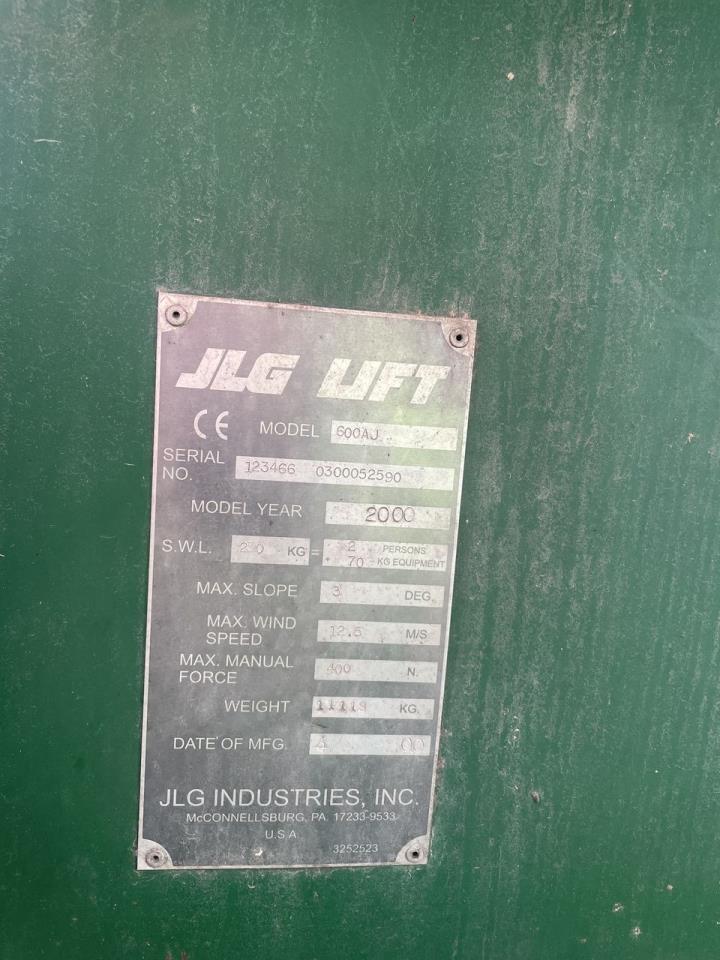 JLG LIFT
CE MODEL 600AJ
SERIAL NO. 123466 0300052590
MODEL YEAR 2000
S.W.L. KG = 2 PERSONS
+ 70 KG EQUIPMENT
MAX. SLOPE 3 DEG.
MAX. WIND SPEED 12.5 M/S
MAX. MANUAL FORCE 400 N.
WEIGHT KG.
DATE OF MFG. 4 00
JLG INDUSTRIES, INC.
McCONNELLSBURG, PA. 17233-9533
U.S.A.
3252523